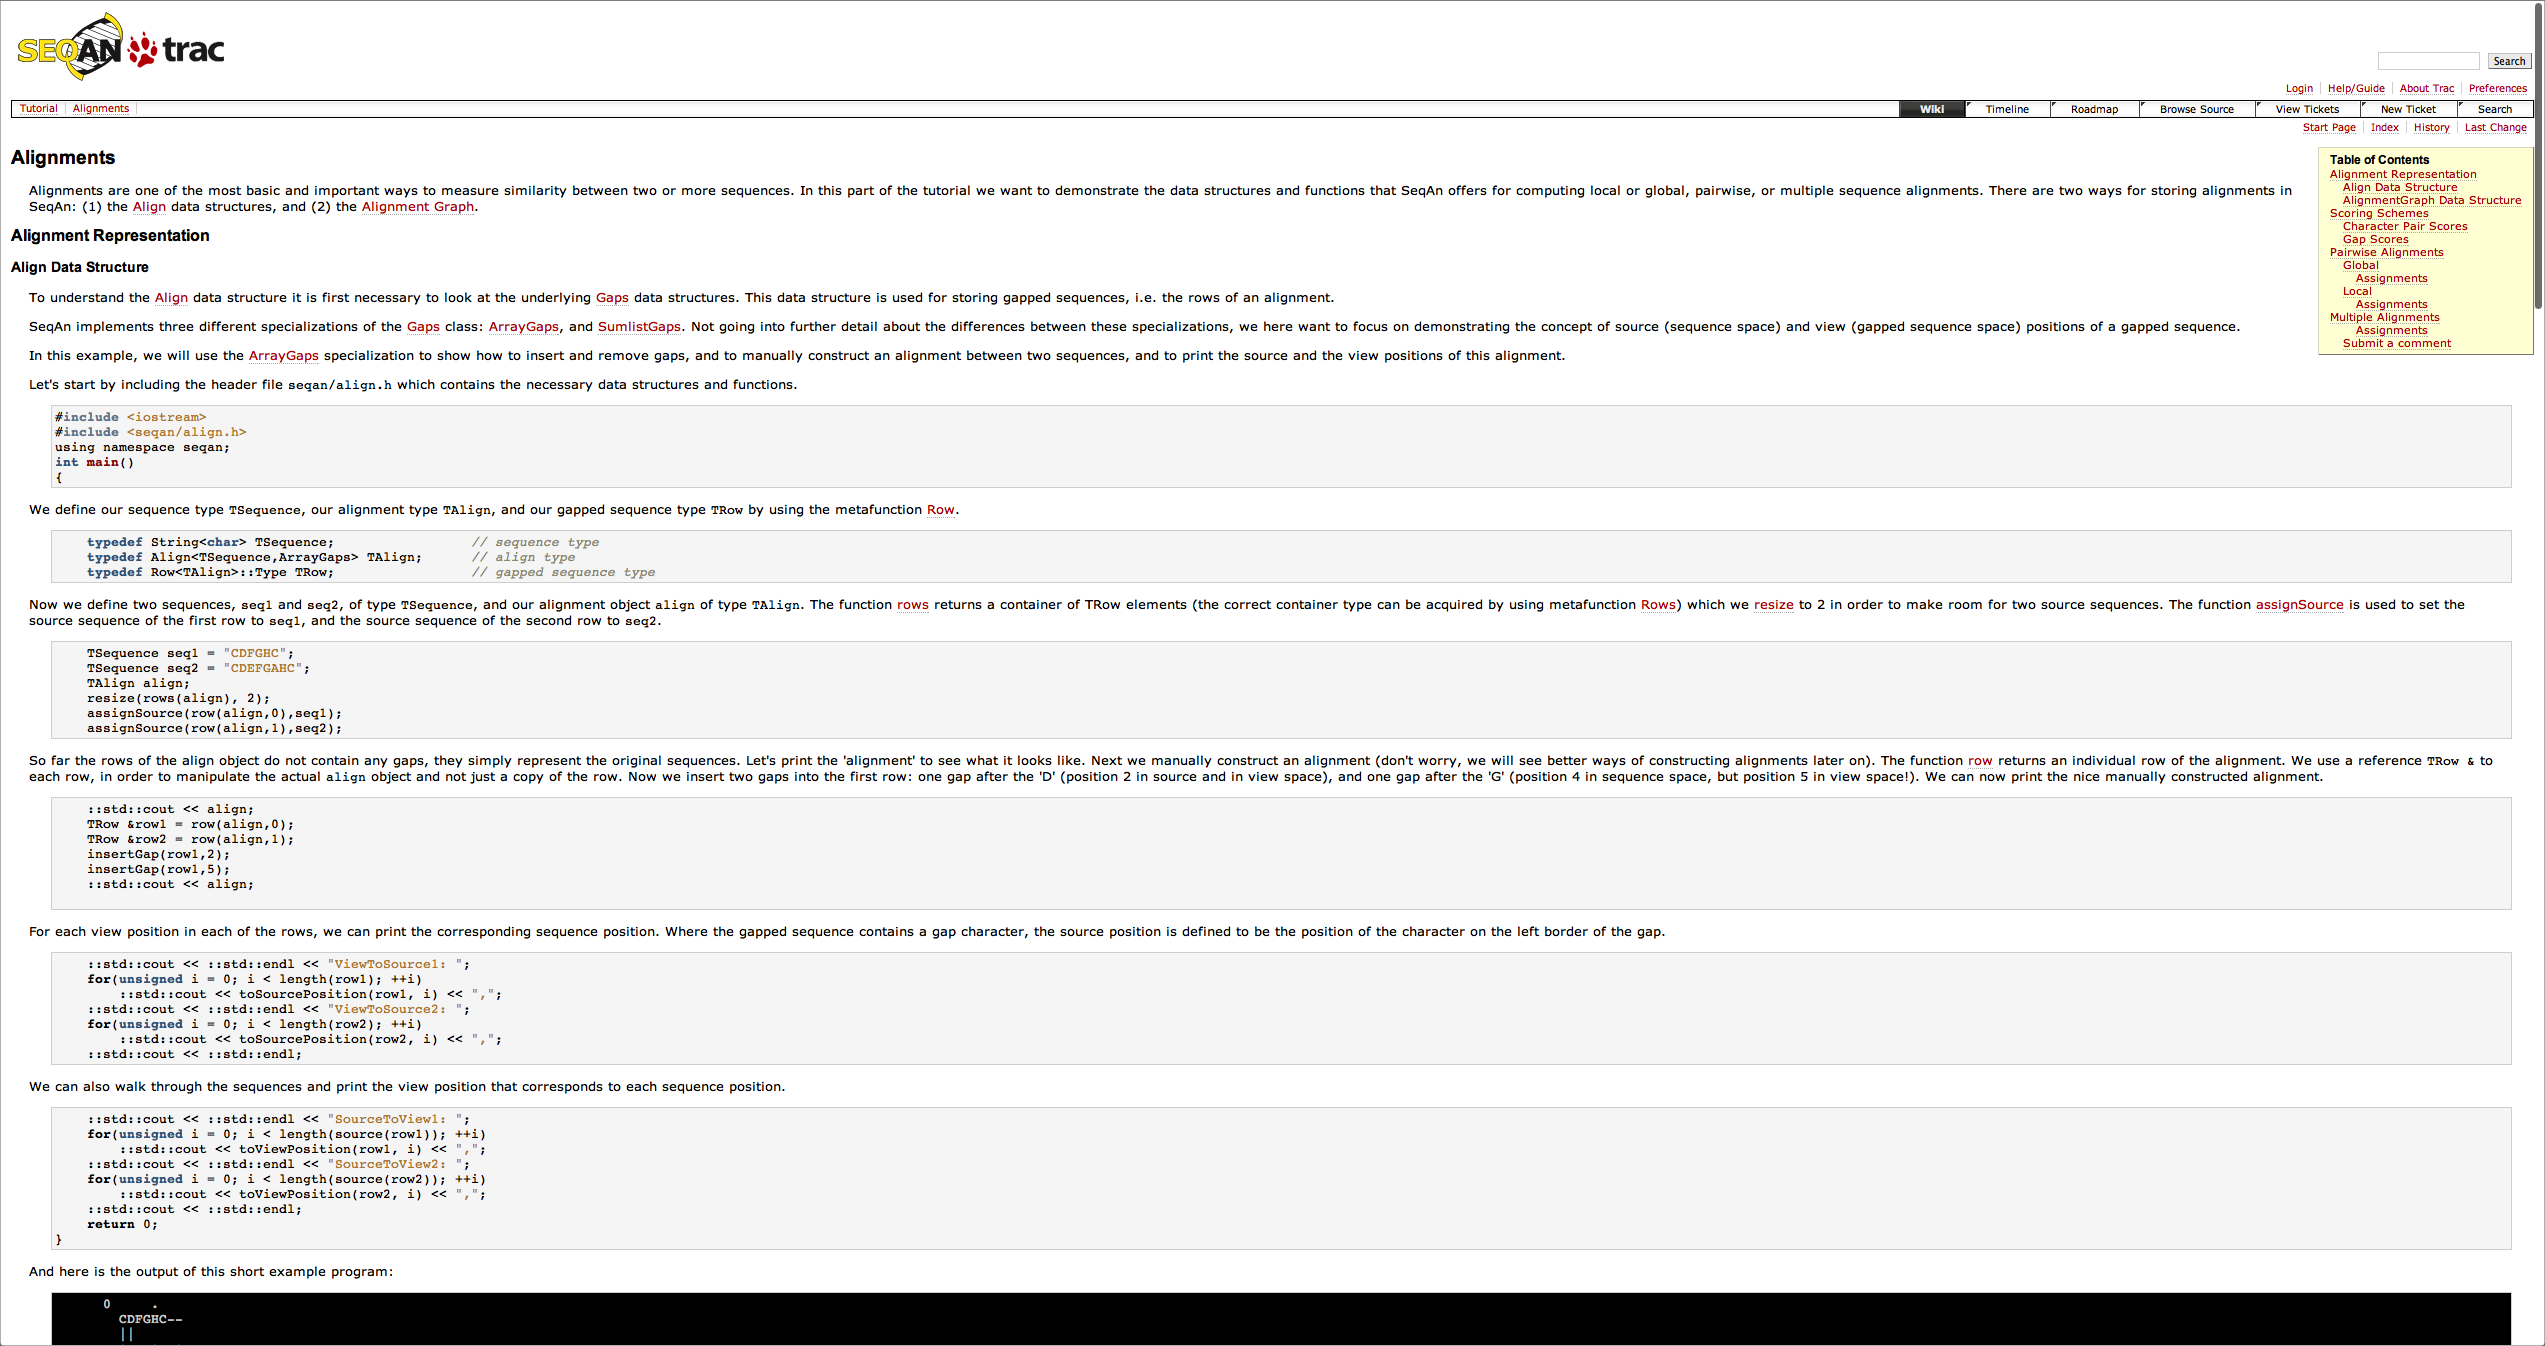 SEQAN trac
Search
Login Help/Guide About Trac Preferences
Tutorial Alignments Wiki Timeline Roadmap Browse Source View Tickets New Ticket Search
Start Page Index History Last Change
Alignments
Alignments are one of the most basic and important ways to measure similarity between two or more sequences. In this part of the tutorial we want to demonstrate the data structures and functions that SeqAn offers for computing local or global, pairwise, or multiple sequence alignments. There are two ways for storing alignments in
SeqAn: (1) the Align data structures, and (2) the Alignment Graph.
Table of Contents
Alignment Representation
Align Data Structure
AlignmentGraph Data Structure
Scoring Schemes
Character Pair Scores
Gap Scores
Pairwise Alignments
Global
Assignments
Local
Assignments
Multiple Alignments
Assignments
Submit a comment
Alignment Representation
Align Data Structure
To understand the Align data structure it is first necessary to look at the underlying Gaps data structures. This data structure is used for storing gapped sequences, i.e. the rows of an alignment.
SeqAn implements three different specializations of the Gaps class: ArrayGaps, and SumlistGaps. Not going into further detail about the differences between these specializations, we here want to focus on demonstrating the concept of source (sequence space) and view (gapped sequence space) positions of a gapped sequence.
In this example, we will use the ArrayGaps specialization to show how to insert and remove gaps, and to manually construct an alignment between two sequences, and to print the source and the view positions of this alignment.
Let's start by including the header file seqan/align.h which contains the necessary data structures and functions.
#include <iostream>
#include <seqan/align.h>
using namespace seqan;
int main()
{
We define our sequence type TSequence, our alignment type TAlign, and our gapped sequence type TRow by using the metafunction Row.
typedef String<char> TSequence; // sequence type
typedef Align<TSequence,ArrayGaps> TAlign; // align type
typedef Row<TAlign>::Type TRow; // gapped sequence type
Now we define two sequences, seq1 and seq2, of type TSequence, and our alignment object align of type TAlign. The function rows returns a container of TRow elements (the correct container type can be acquired by using metafunction Rows) which we resize to 2 in order to make room for two source sequences. The function assignSource is used to set the
source sequence of the first row to seq1, and the source sequence of the second row to seq2.
TSequence seq1 = "CDFGHC";
TSequence seq2 = "CDEFGAHC";
TAlign align;
resize(rows(align), 2);
assignSource(row(align,0),seq1);
assignSource(row(align,1),seq2);
So far the rows of the align object do not contain any gaps, they simply represent the original sequences. Let's print the 'alignment' to see what it looks like. Next we manually construct an alignment (don't worry, we will see better ways of constructing alignments later on). The function row returns an individual row of the alignment. We use a reference TRow & to
each row, in order to manipulate the actual align object and not just a copy of the row. Now we insert two gaps into the first row: one gap after the 'D' (position 2 in source and in view space), and one gap after the 'G' (position 4 in sequence space, but position 5 in view space!). We can now print the nice manually constructed alignment.
::std::cout << align;
TRow &row1 = row(align,0);
TRow &row2 = row(align,1);
insertGap(row1,2);
insertGap(row1,5);
::std::cout << align;
For each view position in each of the rows, we can print the corresponding sequence position. Where the gapped sequence contains a gap character, the source position is defined to be the position of the character on the left border of the gap.
::std::cout << ::std::endl << "ViewToSource1: ";
for(unsigned i = 0; i < length(row1); ++i)
::std::cout << toSourcePosition(row1, i) << ",";
::std::cout << ::std::endl << "ViewToSource2: ";
for(unsigned i = 0; i < length(row2); ++i)
::std::cout << toSourcePosition(row2, i) << ",";
::std::cout << ::std::endl;
We can also walk through the sequences and print the view position that corresponds to each sequence position.
::std::cout << ::std::endl << "SourceToView1: ";
for(unsigned i = 0; i < length(source(row1)); ++i)
::std::cout << toViewPosition(row1, i) << ",";
::std::cout << ::std::endl << "SourceToView2: ";
for(unsigned i = 0; i < length(source(row2)); ++i)
::std::cout << toViewPosition(row2, i) << ",";
::std::cout << ::std::endl;
return 0;
}
And here is the output of this short example program:
0 .
CDFGHC--
||